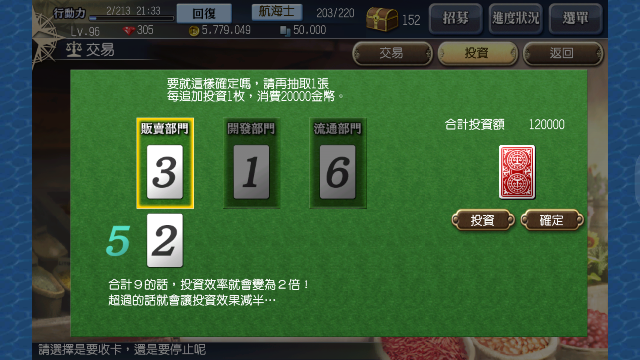 行動力 2/213 21:33 回復 航海士 203/220 152 招募 進度狀況 選單
Lv.96 305 5.779.049 50.000
交易 交易 投資 返回
要就這樣確定嗎，請再抽取1張
每追加投資1枚，消費20000金幣。
販賣部門 開發部門 流通部門 合計投資額 120000
3 1 6
投資 確定
5 2
合計９的話，投資效率就會變為２倍！
超過的話就會讓投資效果減半…
請選擇是要收卡，還是要停止呢